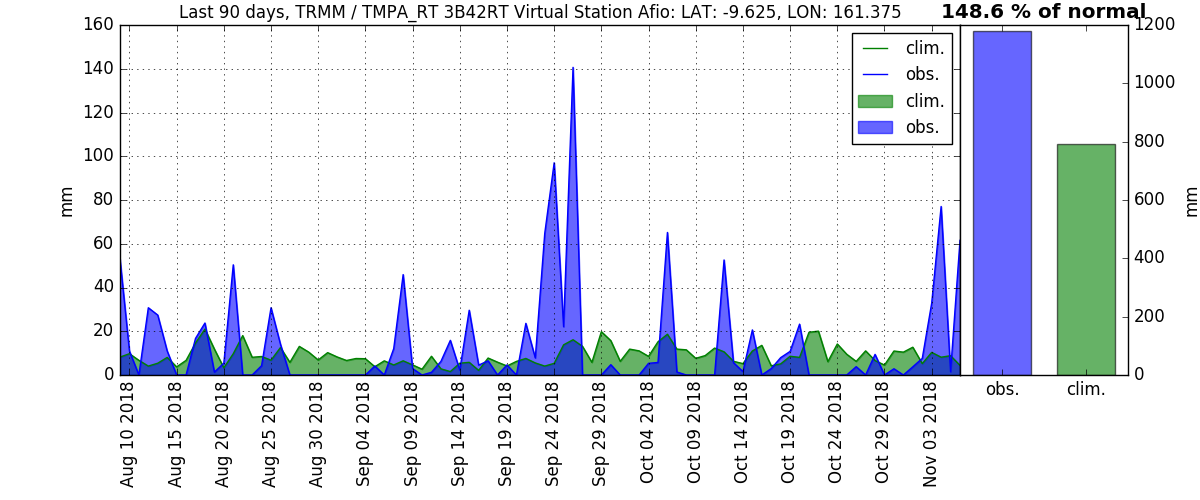 Last 90 days, TRMM / TMPA_RT 3B42RT Virtual Station Afio: LAT: -9.625, LON: 161.375
148.6 % of normal
160
140
120
100
80
60
40
20
0
mm
clim.
obs.
clim.
obs.
Aug 10 2018
Aug 15 2018
Aug 20 2018
Aug 25 2018
Aug 30 2018
Sep 04 2018
Sep 09 2018
Sep 14 2018
Sep 19 2018
Sep 24 2018
Sep 29 2018
Oct 04 2018
Oct 09 2018
Oct 14 2018
Oct 19 2018
Oct 24 2018
Oct 29 2018
Nov 03 2018
1200
1000
800
600
400
200
0
mm
obs.
clim.